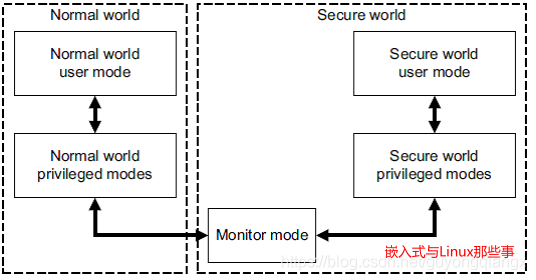 Normal world
Secure world
Normal world
user mode
Secure world
user mode
Normal world
privileged modes
Secure world
privileged modes
Monitor mode
嵌入式与Linux那些事
https://blog.csdn.net/guyongqiangx